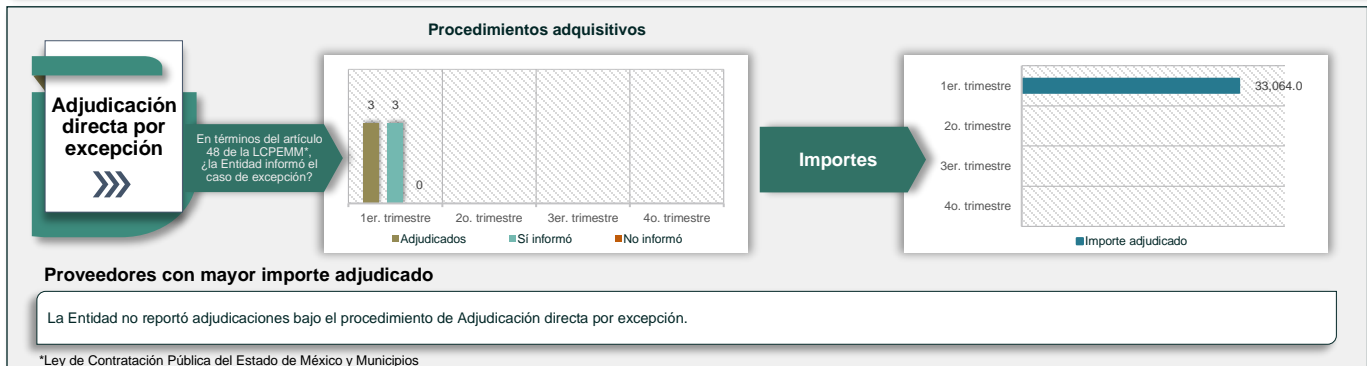 Procedimientos adquisitivos
Adjudicación
directa por
excepción
En términos del artículo
48 de la LCPEMM*,
¿la Entidad informó el
caso de excepción?
3 3
0
1er. trimestre 2o. trimestre 3er. trimestre 4o. trimestre
Adjudicados Sí informó No informó
Importes
1er. trimestre 33,064.0
2o. trimestre
3er. trimestre
4o. trimestre
Importe adjudicado
Proveedores con mayor importe adjudicado
La Entidad no reportó adjudicaciones bajo el procedimiento de Adjudicación directa por excepción.
*Ley de Contratación Pública del Estado de México y Municipios